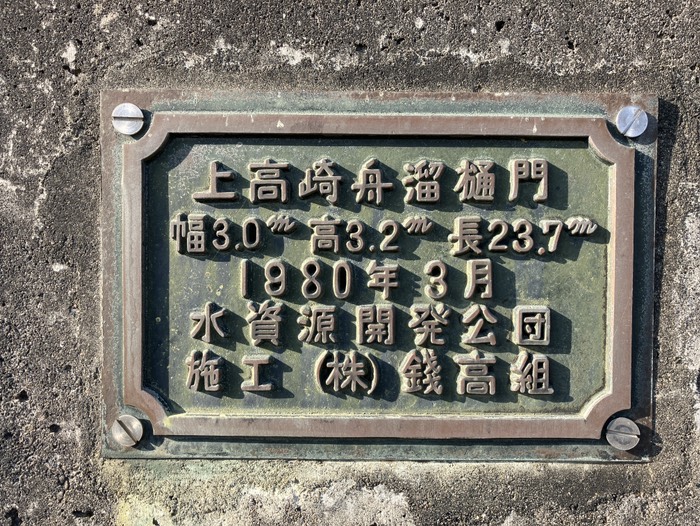 上高崎舟溜樋門
幅3.0m 高3.2m 長23.7m
1980年3月
水資源開発公団
施工(株)錢高組